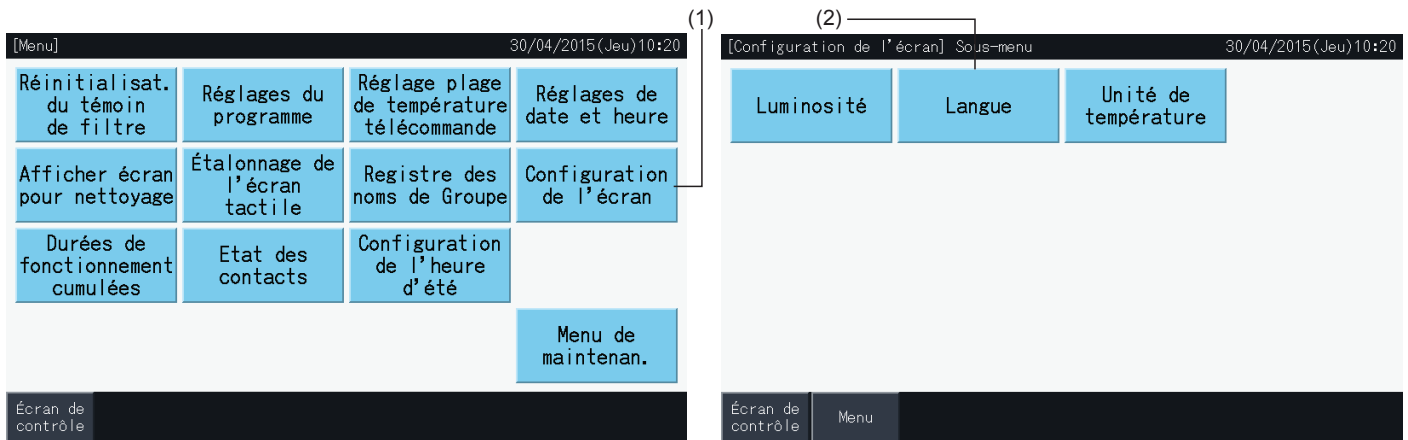 (1)
(2)
[Menu] 30/04/2015(Jeu)10:20
Réinitialisat.
du témoin
de filtre
Réglages du
programme
Réglage plage
de température
télécommande
Réglages de
date et heure
Afficher écran
pour nettoyage
Étalonnage de
l'écran
tactile
Registre des
noms de Groupe
Configuration
de l'écran
Durées de
fonctionnement
cumulées
Etat des
contacts
Configuration
de l'heure
d'été
Menu de
maintenan.
Écran de
contrôle
[Configuration de l'écran] Sous-menu 30/04/2015(Jeu)10:20
Luminosité
Langue
Unité de
température
Écran de
contrôle
Menu